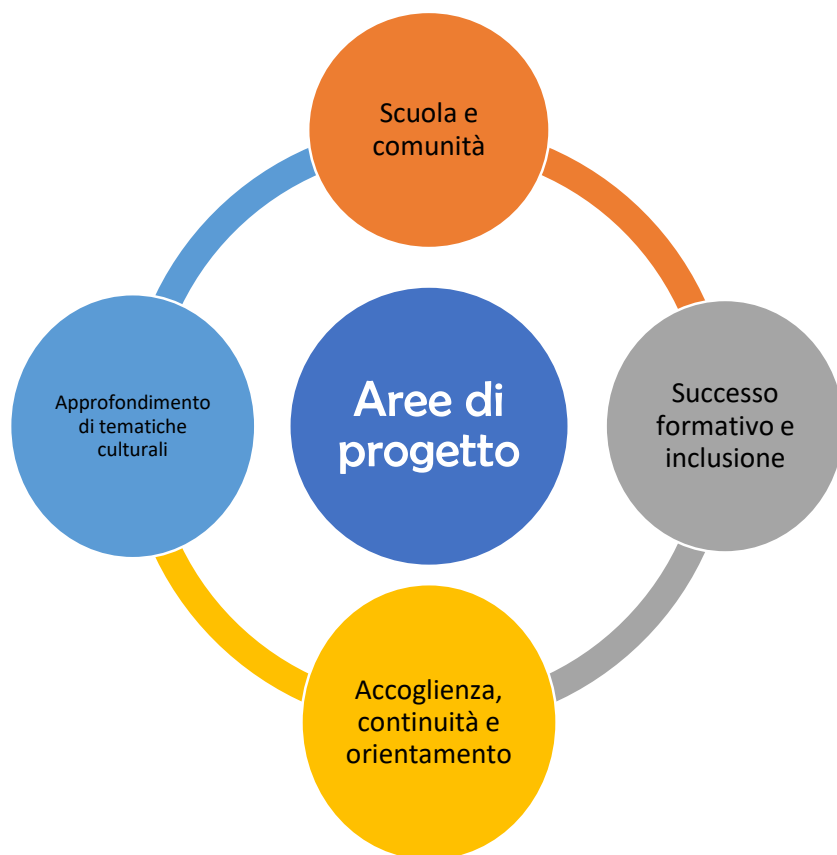 Scuola e
comunità
Approfondimento
di tematiche
culturali
Aree di
progetto
Successo
formativo e
inclusione
Accoglienza,
continuità e
orientamento